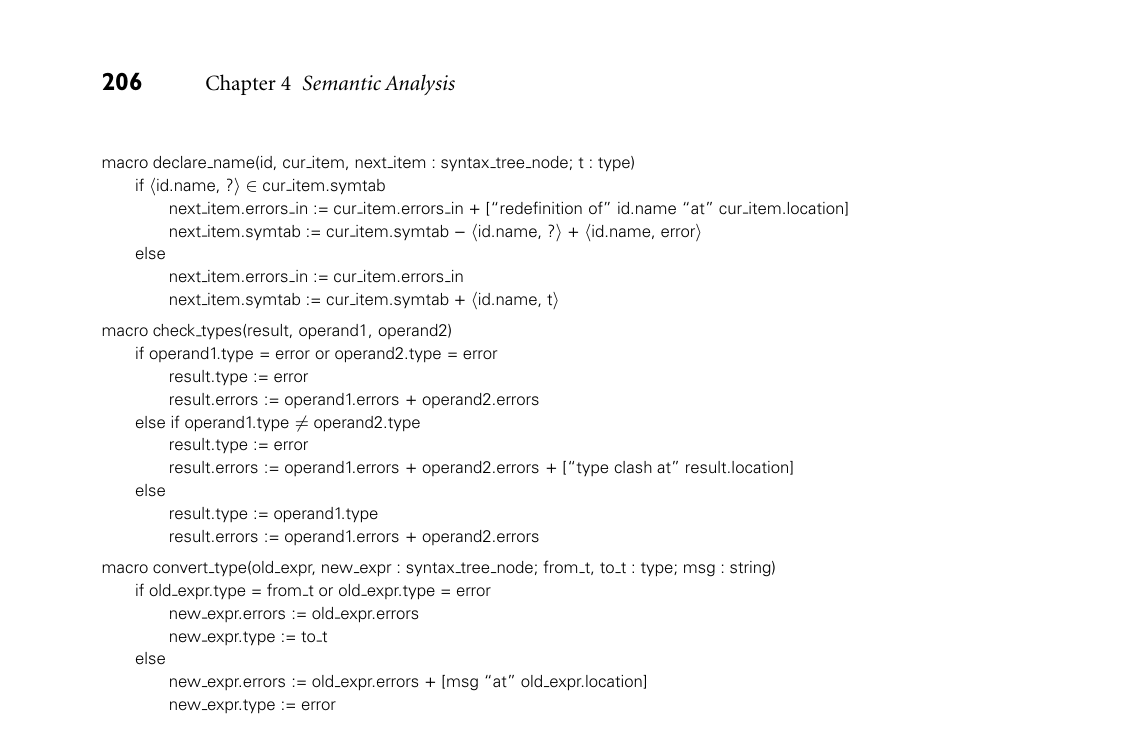 206 Chapter 4 Semantic Analysis
macro declare_name(id, cur_item, next_item : syntax_tree_node; t : type)
if ⟨id.name, ?⟩ ∈ cur_item.symtab
next_item.errors_in := cur_item.errors_in + [“redefinition of” id.name “at” cur_item.location]
next_item.symtab := cur_item.symtab − ⟨id.name, ?⟩ + ⟨id.name, error⟩
else
next_item.errors_in := cur_item.errors_in
next_item.symtab := cur_item.symtab + ⟨id.name, t⟩
macro check_types(result, operand1, operand2)
if operand1.type = error or operand2.type = error
result.type := error
result.errors := operand1.errors + operand2.errors
else if operand1.type ≠ operand2.type
result.type := error
result.errors := operand1.errors + operand2.errors + [“type clash at” result.location]
else
result.type := operand1.type
result.errors := operand1.errors + operand2.errors
macro convert_type(old_expr, new_expr : syntax_tree_node; from_t, to_t : type; msg : string)
if old_expr.type = from_t or old_expr.type = error
new_expr.errors := old_expr.errors
new_expr.type := to_t
else
new_expr.errors := old_expr.errors + [msg “at” old_expr.location]
new_expr.type := error